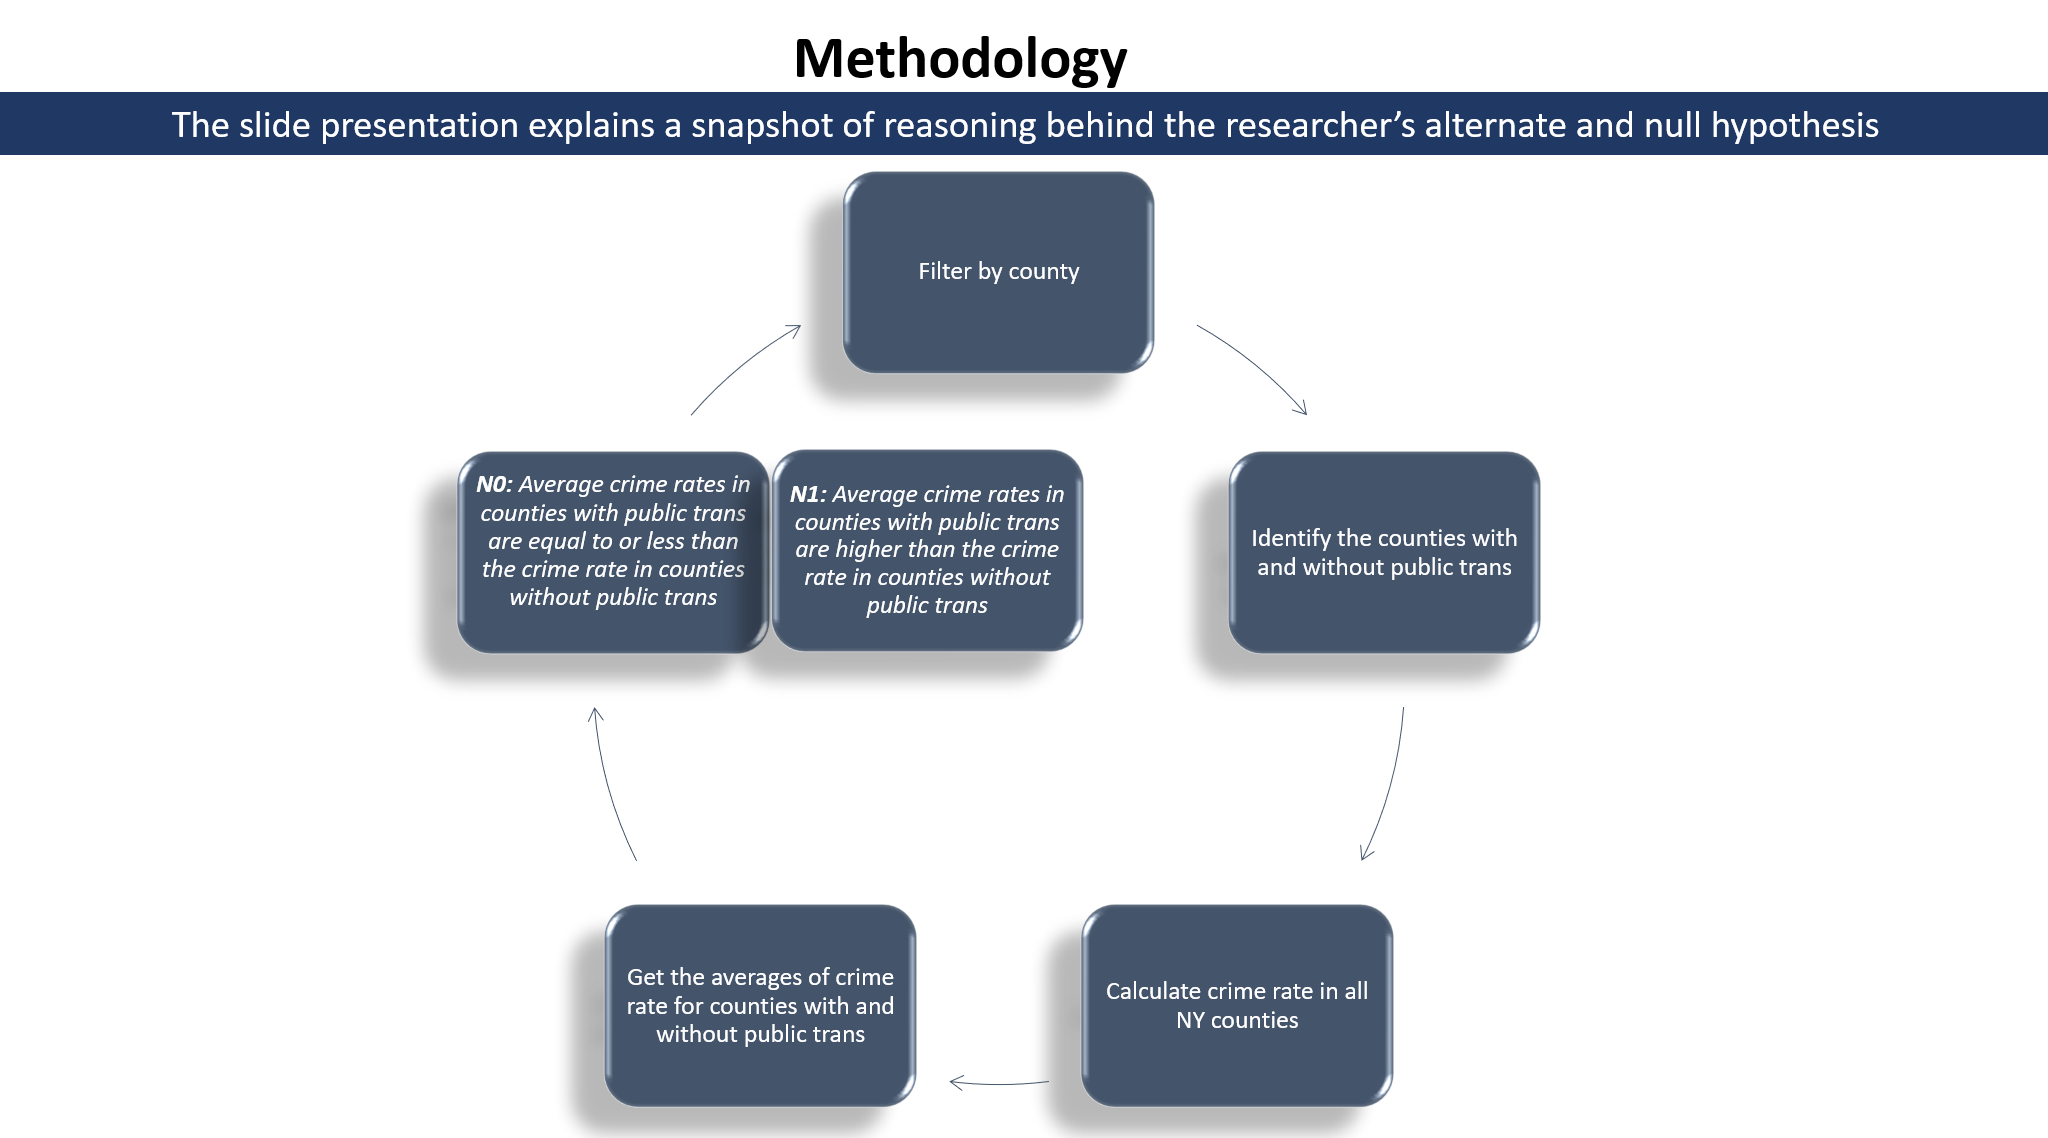 Methodology
The slide presentation explains a snapshot of reasoning behind the researcher’s alternate and null hypothesis
Filter by county
Identify the counties with
and without public trans
Calculate crime rate in all
NY counties
Get the averages of crime
rate for counties with and
without public trans
N0: Average crime rates in
counties with public trans
are equal to or less than
the crime rate in counties
without public trans
N1: Average crime rates in
counties with public trans
are higher than the crime
rate in counties without
public trans